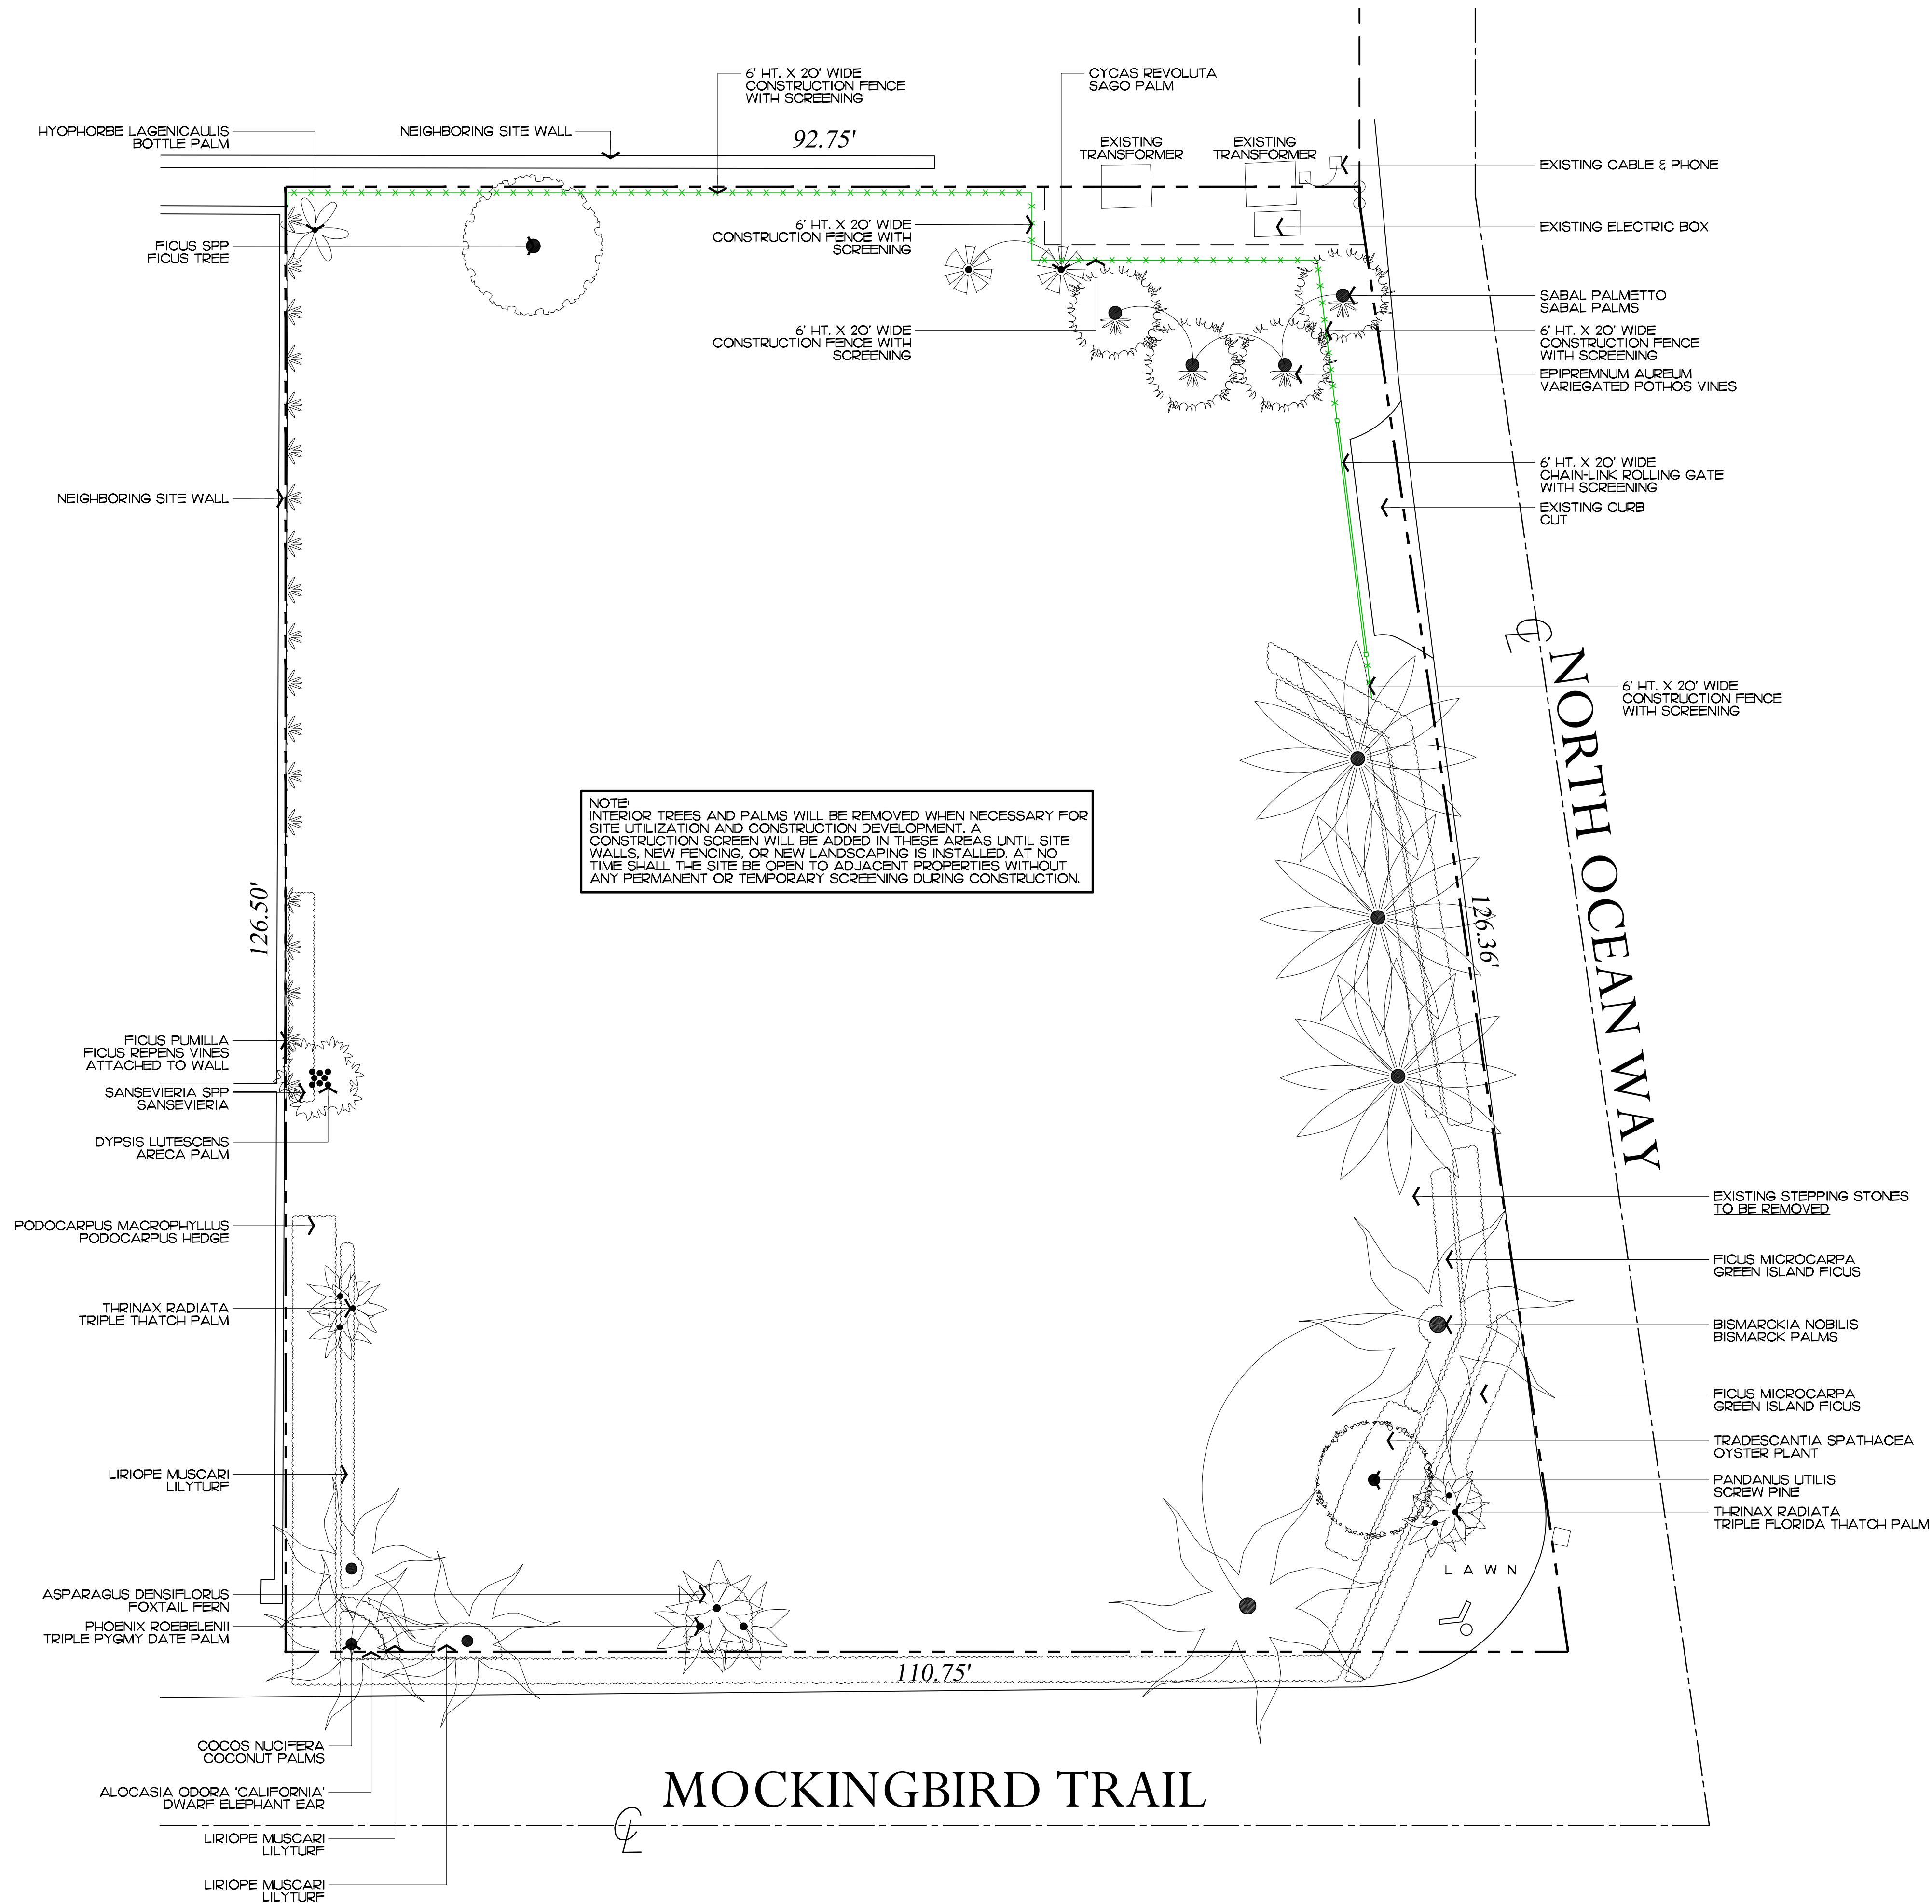 6' HT. X 20' WIDE
CONSTRUCTION FENCE
WITH SCREENING
CYCAS REVOLUTA
SAGO PALM
HYOPHORBE LAGENICAULIS
BOTTLE PALM
NEIGHBORING SITE WALL
92.75'
EXISTING
TRANSFORMER
EXISTING
TRANSFORMER
EXISTING CABLE & PHONE
FICUS SPP
FICUS TREE
6' HT. X 20' WIDE
CONSTRUCTION FENCE WITH
SCREENING
EXISTING ELECTRIC BOX
SABAL PALMETTO
SABAL PALMS
6' HT. X 20' WIDE
CONSTRUCTION FENCE WITH
SCREENING
6' HT. X 20' WIDE
CONSTRUCTION FENCE
WITH SCREENING
EPIPREMNUM AUREUM
VARIEGATED POTHOS VINES
NEIGHBORING SITE WALL
6' HT. X 20' WIDE
CHAIN-LINK ROLLING GATE
WITH SCREENING
EXISTING CURB
CUT
CL
NORTH OCEAN WAY
6' HT. X 20' WIDE
CONSTRUCTION FENCE
WITH SCREENING
NOTE:
INTERIOR TREES AND PALMS WILL BE REMOVED WHEN NECESSARY FOR
SITE UTILIZATION AND CONSTRUCTION DEVELOPMENT. A
CONSTRUCTION SCREEN WILL BE ADDED IN THESE AREAS UNTIL SITE
WALLS, NEW FENCING, OR NEW LANDSCAPING IS INSTALLED. AT NO
TIME SHALL THE SITE BE OPEN TO ADJACENT PROPERTIES WITHOUT
ANY PERMANENT OR TEMPORARY SCREENING DURING CONSTRUCTION.
126.50'
126.36'
FICUS PUMILLA
FICUS REPENS VINES
ATTACHED TO WALL
SANSEVIERIA SPP
SANSEVIERIA
DYPSIS LUTESCENS
ARECA PALM
EXISTING STEPPING STONES
TO BE REMOVED
PODOCARPUS MACROPHYLLUS
PODOCARPUS HEDGE
FICUS MICROCARPA
GREEN ISLAND FICUS
THRINAX RADIATA
TRIPLE THATCH PALM
BISMARCKIA NOBILIS
BISMARCK PALMS
FICUS MICROCARPA
GREEN ISLAND FICUS
TRADESCANTIA SPATHACEA
OYSTER PLANT
LIRIOPE MUSCARI
LILYTURF
PANDANUS UTILIS
SCREW PINE
THRINAX RADIATA
TRIPLE FLORIDA THATCH PALM
LAWN
ASPARAGUS DENSIFLORUS
FOXTAIL FERN
PHOENIX ROEBELENII
TRIPLE PYGMY DATE PALM
110.75'
COCOS NUCIFERA
COCONUT PALMS
ALOCASIA ODORA 'CALIFORNIA'
DWARF ELEPHANT EAR
MOCKINGBIRD TRAIL
CL
LIRIOPE MUSCARI
LILYTURF
LIRIOPE MUSCARI
LILYTURF